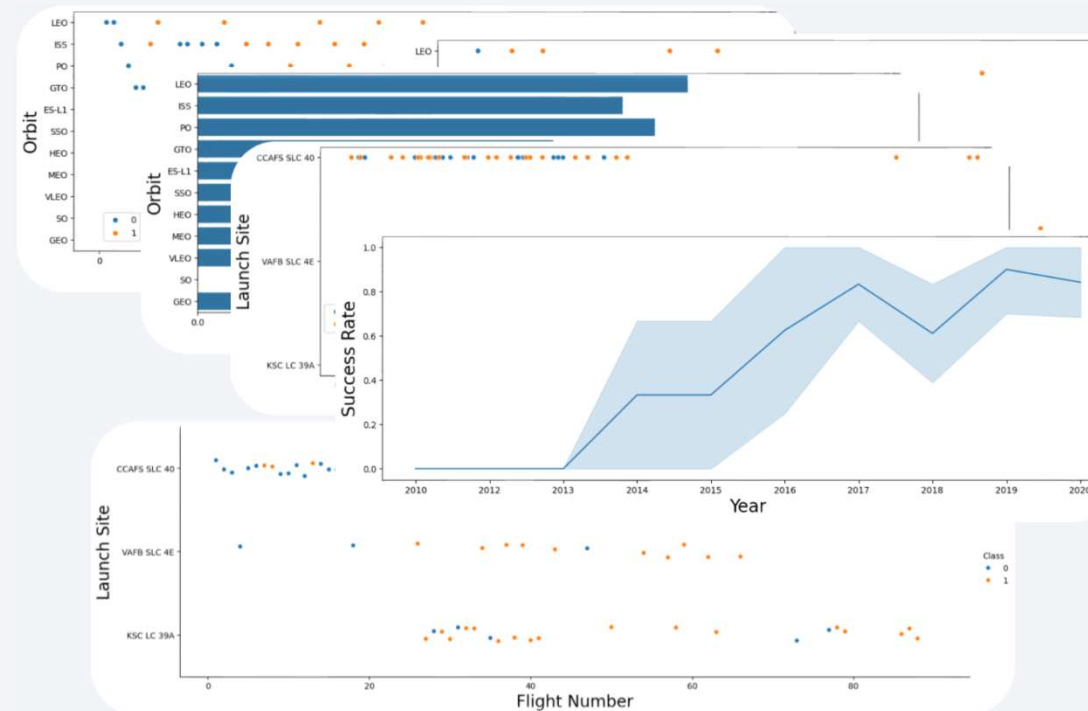 LEO
ISS
PO
GTO
ES-L1
SSO
HEO
MEO
VLEO
SO
GEO
Orbit
0
1
0
LEO
LEO
ISS
PO
GTO
ES-L1
SSO
HEO
MEO
VLEO
SO
GEO
Orbit
0.0
CCAFS SLC 40
VAFB SLC 4E
KSC LC 39A
Launch Site
1.0
0.8
0.6
0.4
0.2
0.0
Success Rate
2010 2012 2013 2014 2015 2016 2017 2018 2019 2020
Year
CCAFS SLC 40
VAFB SLC 4E
KSC LC 39A
Launch Site
Class
0
1
0 20 40 60 80
Flight Number